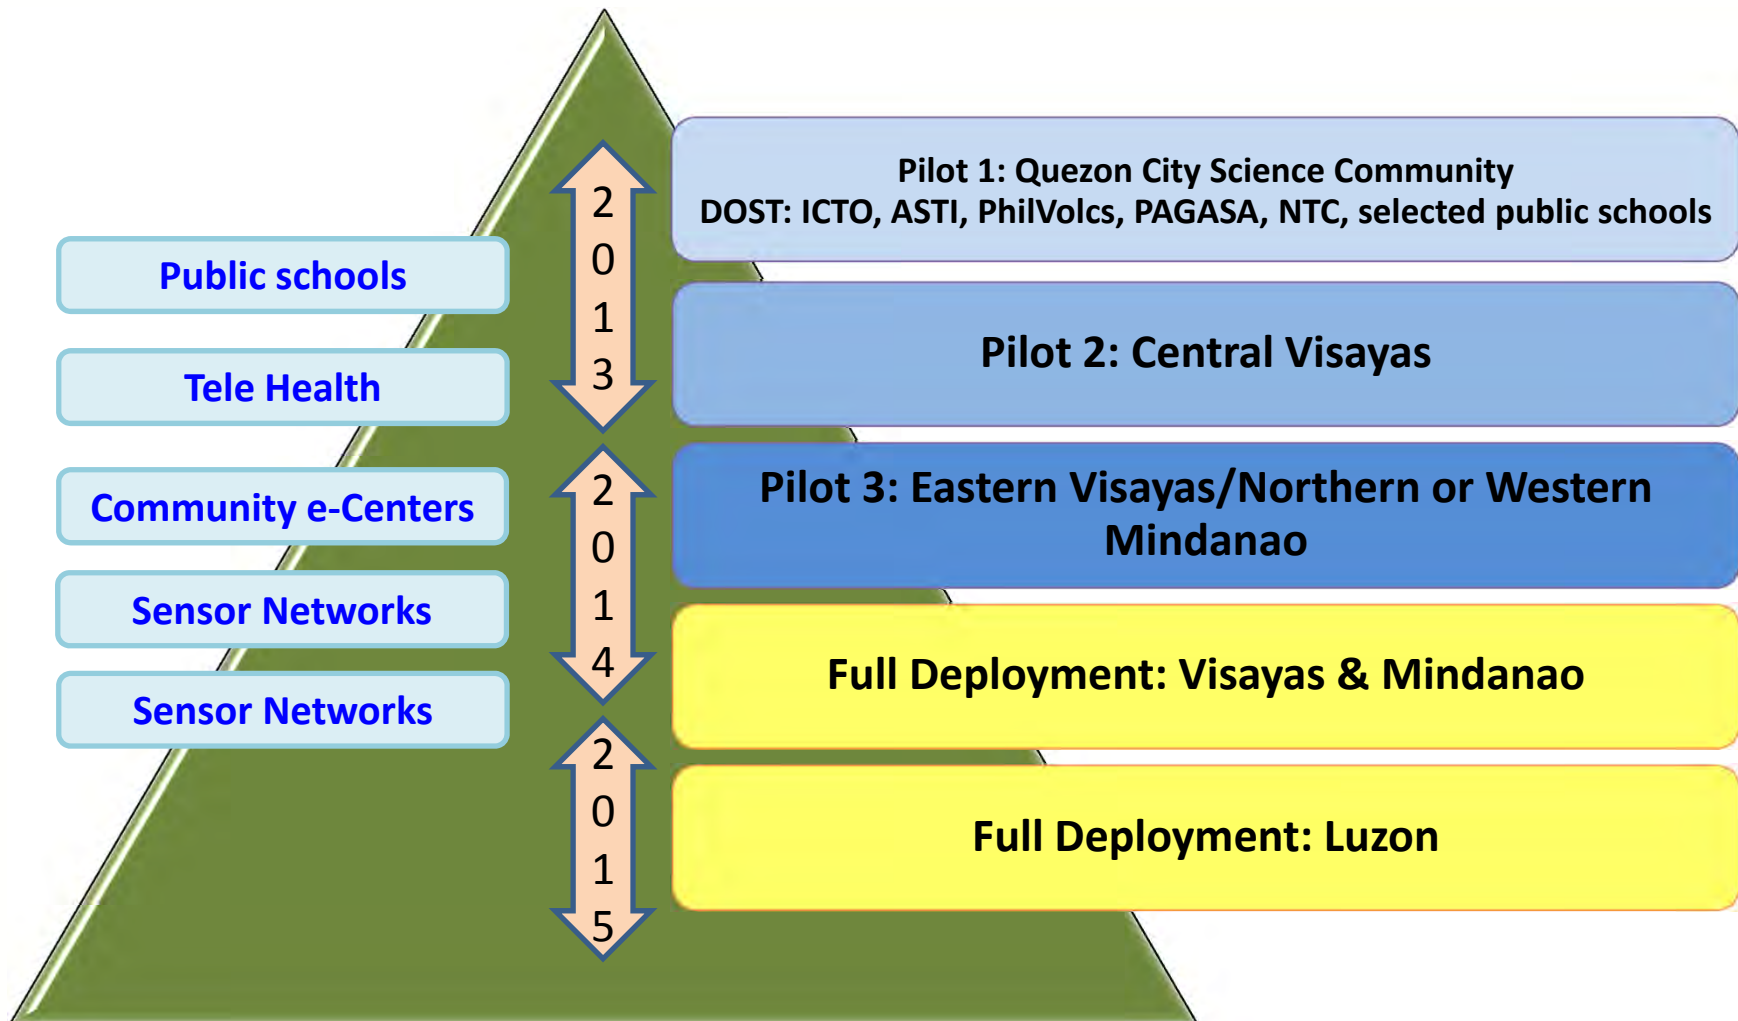 Pilot 1: Quezon City Science Community
DOST: ICTO, ASTI, PhilVolcs, PAGASA, NTC, selected public schools
Public schools
Tele Health
2
0
1
3
Pilot 2: Central Visayas
Community e-Centers
Sensor Networks
2
0
1
4
Pilot 3: Eastern Visayas/Northern or Western
Mindanao
Full Deployment: Visayas & Mindanao
Sensor Networks
2
0
1
5
Full Deployment: Luzon